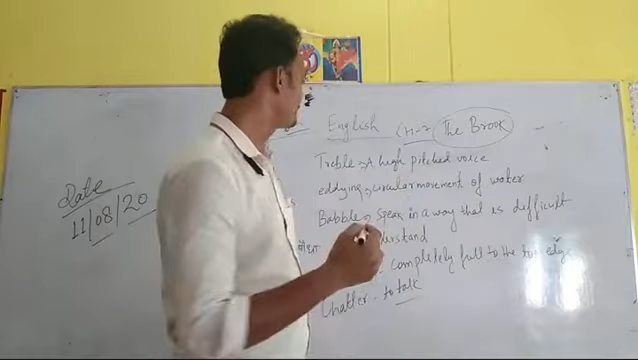 English CH-7 The Brook
Treble → A high pitched voice
eddying → circular movement of water
Babble → Speak in a way that is difficult
understand
completely full to the top edge
Chatter - to talk
Date
11/08/20